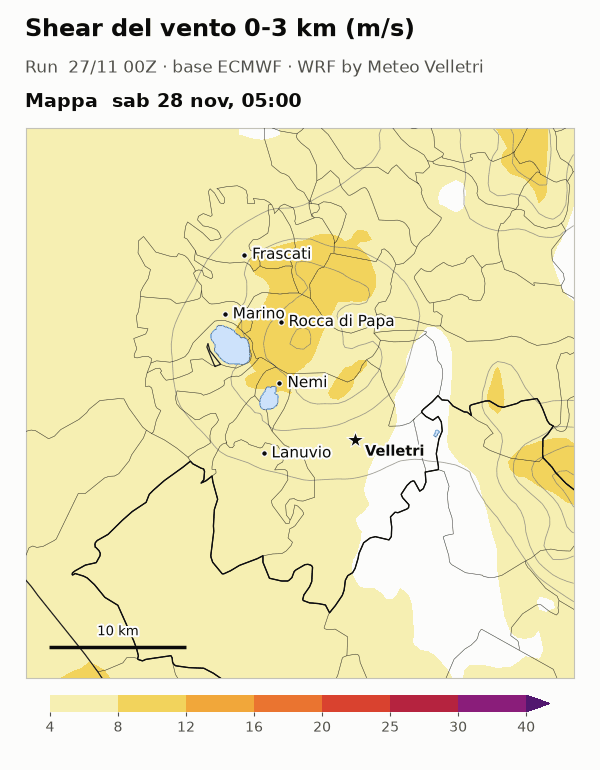 Shear del vento 0-3 km (m/s)
Run 27/11 00Z · base ECMWF · WRF by Meteo Velletri
Mappa sab 28 nov, 05:00
Frascati
Marino
Rocca di Papa
Nemi
Velletri
Lanuvio
10 km
4 8 12 16 20 25 30 40